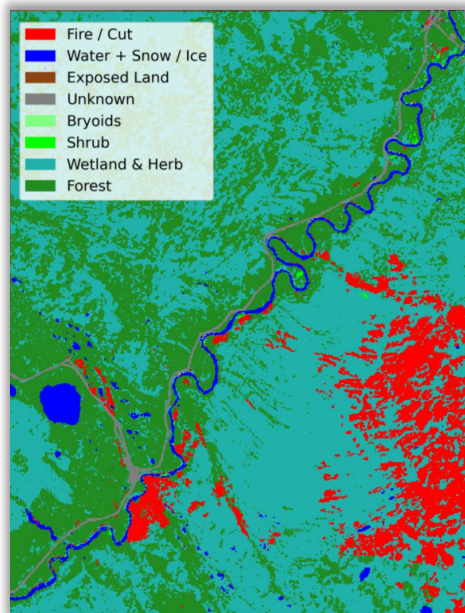 Fire / Cut
Water + Snow / Ice
Exposed Land
Unknown
Bryoids
Shrub
Wetland & Herb
Forest